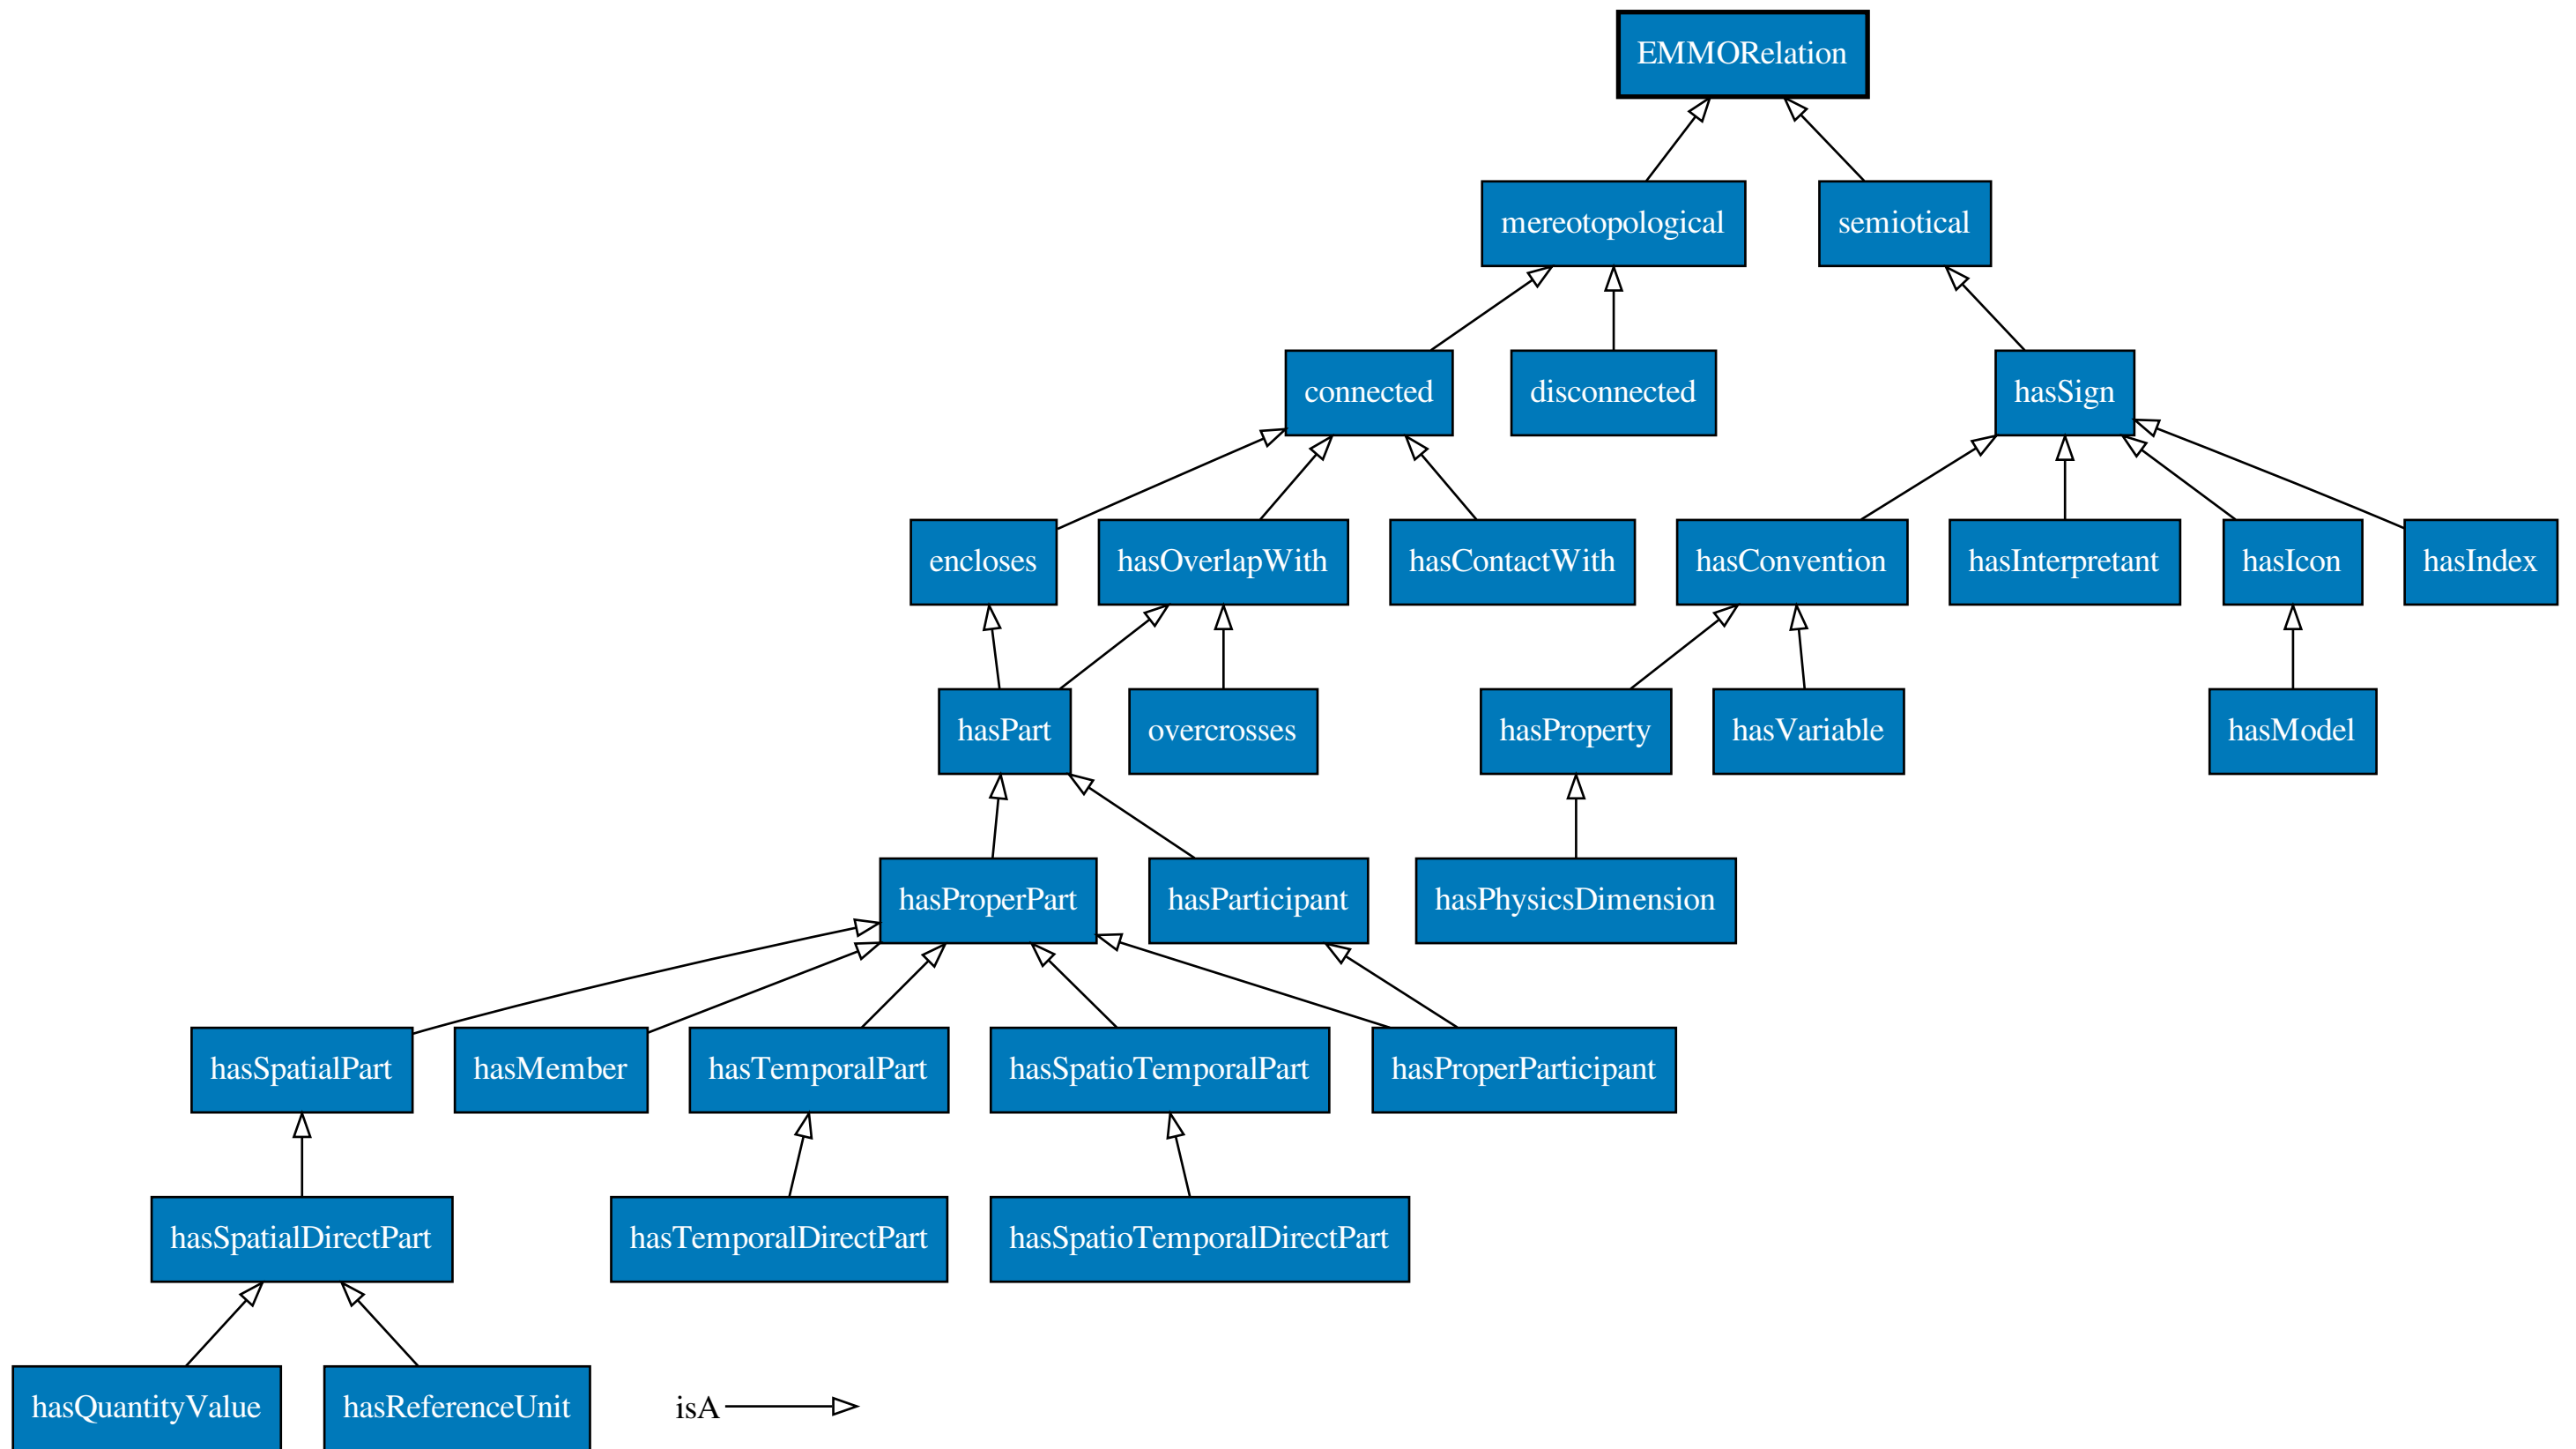 EMMORelation
mereotopological
semiotical
connected
disconnected
hasSign
encloses
hasOverlapWith
hasContactWith
hasConvention
hasInterpretant
hasIcon
hasIndex
hasPart
overcrosses
hasProperty
hasVariable
hasModel
hasProperPart
hasParticipant
hasPhysicsDimension
hasSpatialPart
hasMember
hasTemporalPart
hasSpatioTemporalPart
hasProperParticipant
hasSpatialDirectPart
hasTemporalDirectPart
hasSpatioTemporalDirectPart
hasQuantityValue
hasReferenceUnit
isA